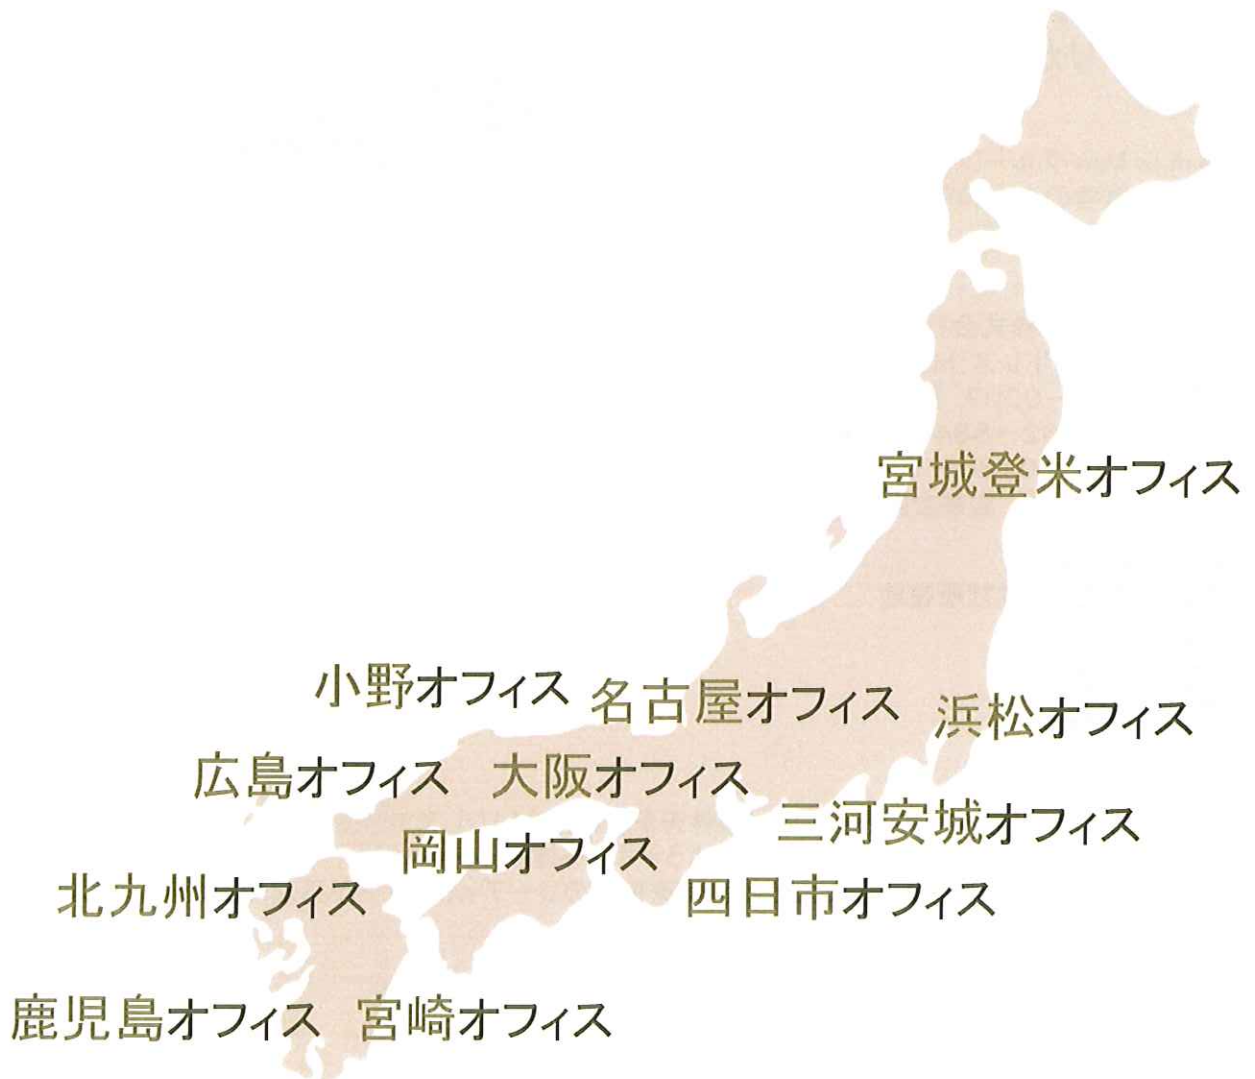 宮城登米オフィス
小野オフィス
名古屋オフィス
浜松オフィス
広島オフィス
大阪オフィス
三河安城オフィス
岡山オフィス
北九州オフィス
四日市オフィス
鹿児島オフィス
宮崎オフィス